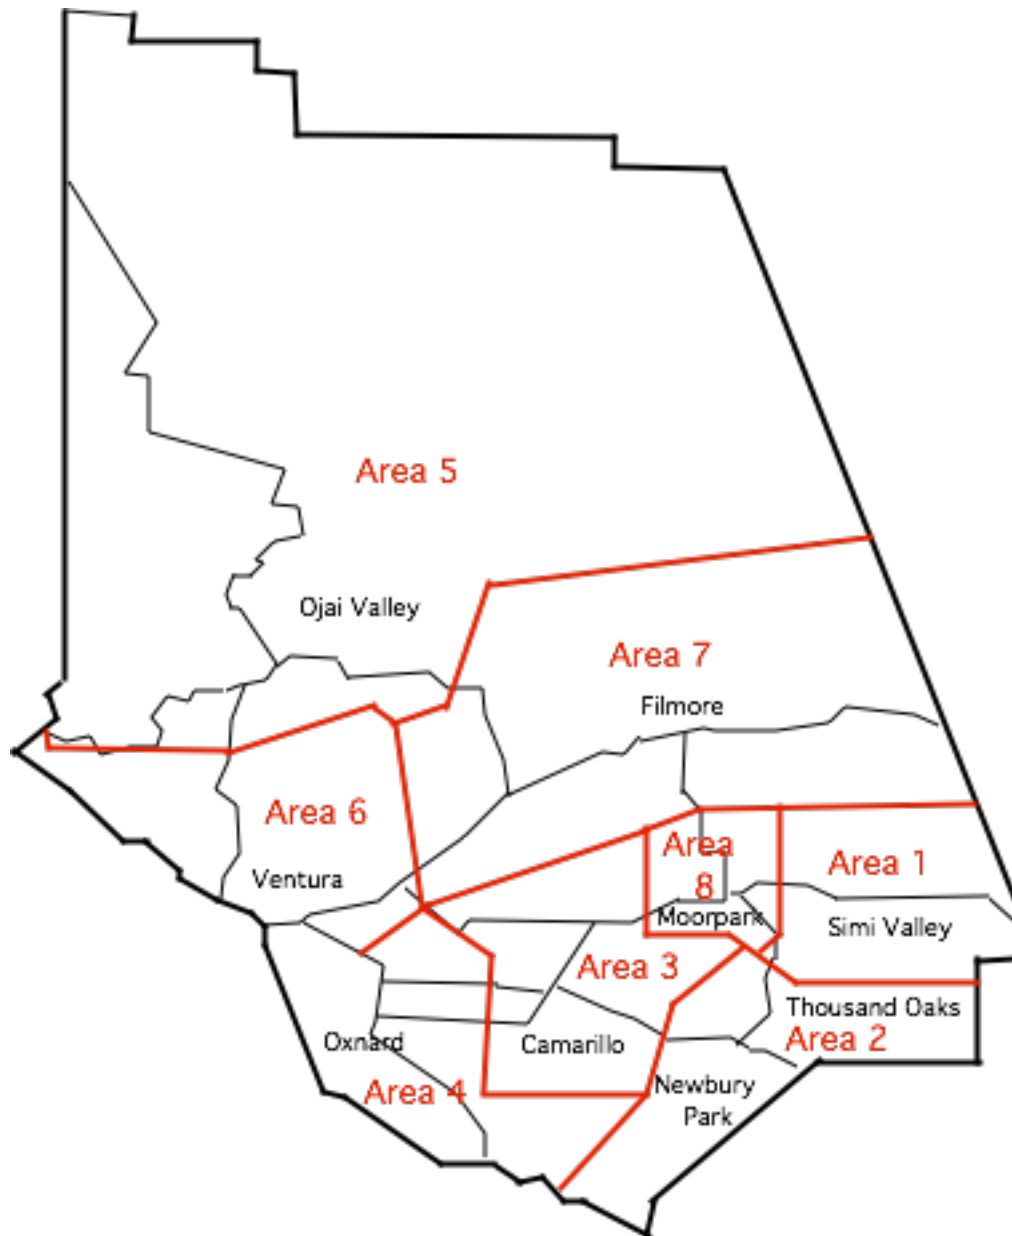 Area 5
Ojai Valley
Area 7
Filmore
Area 6
Area
8
Area 1
Ventura
Moorpark
Simi Valley
Area 3
Thousand Oaks
Oxnard
Camarillo
Area 2
Area 4
Newbury
Park